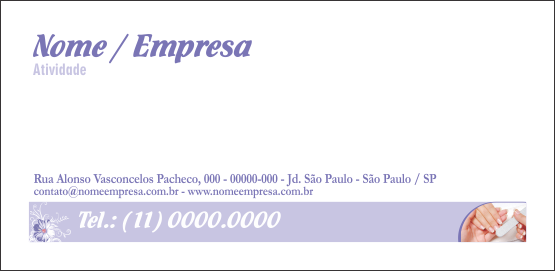 Nome / Empresa
Atividade
Rua Alonso Vasconcelos Pacheco, 000 - 00000-000 - Jd. São Paulo - São Paulo / SP
contato@nomeempresa.com.br - www.nomeempresa.com.br
Tel.: (11) 0000.0000